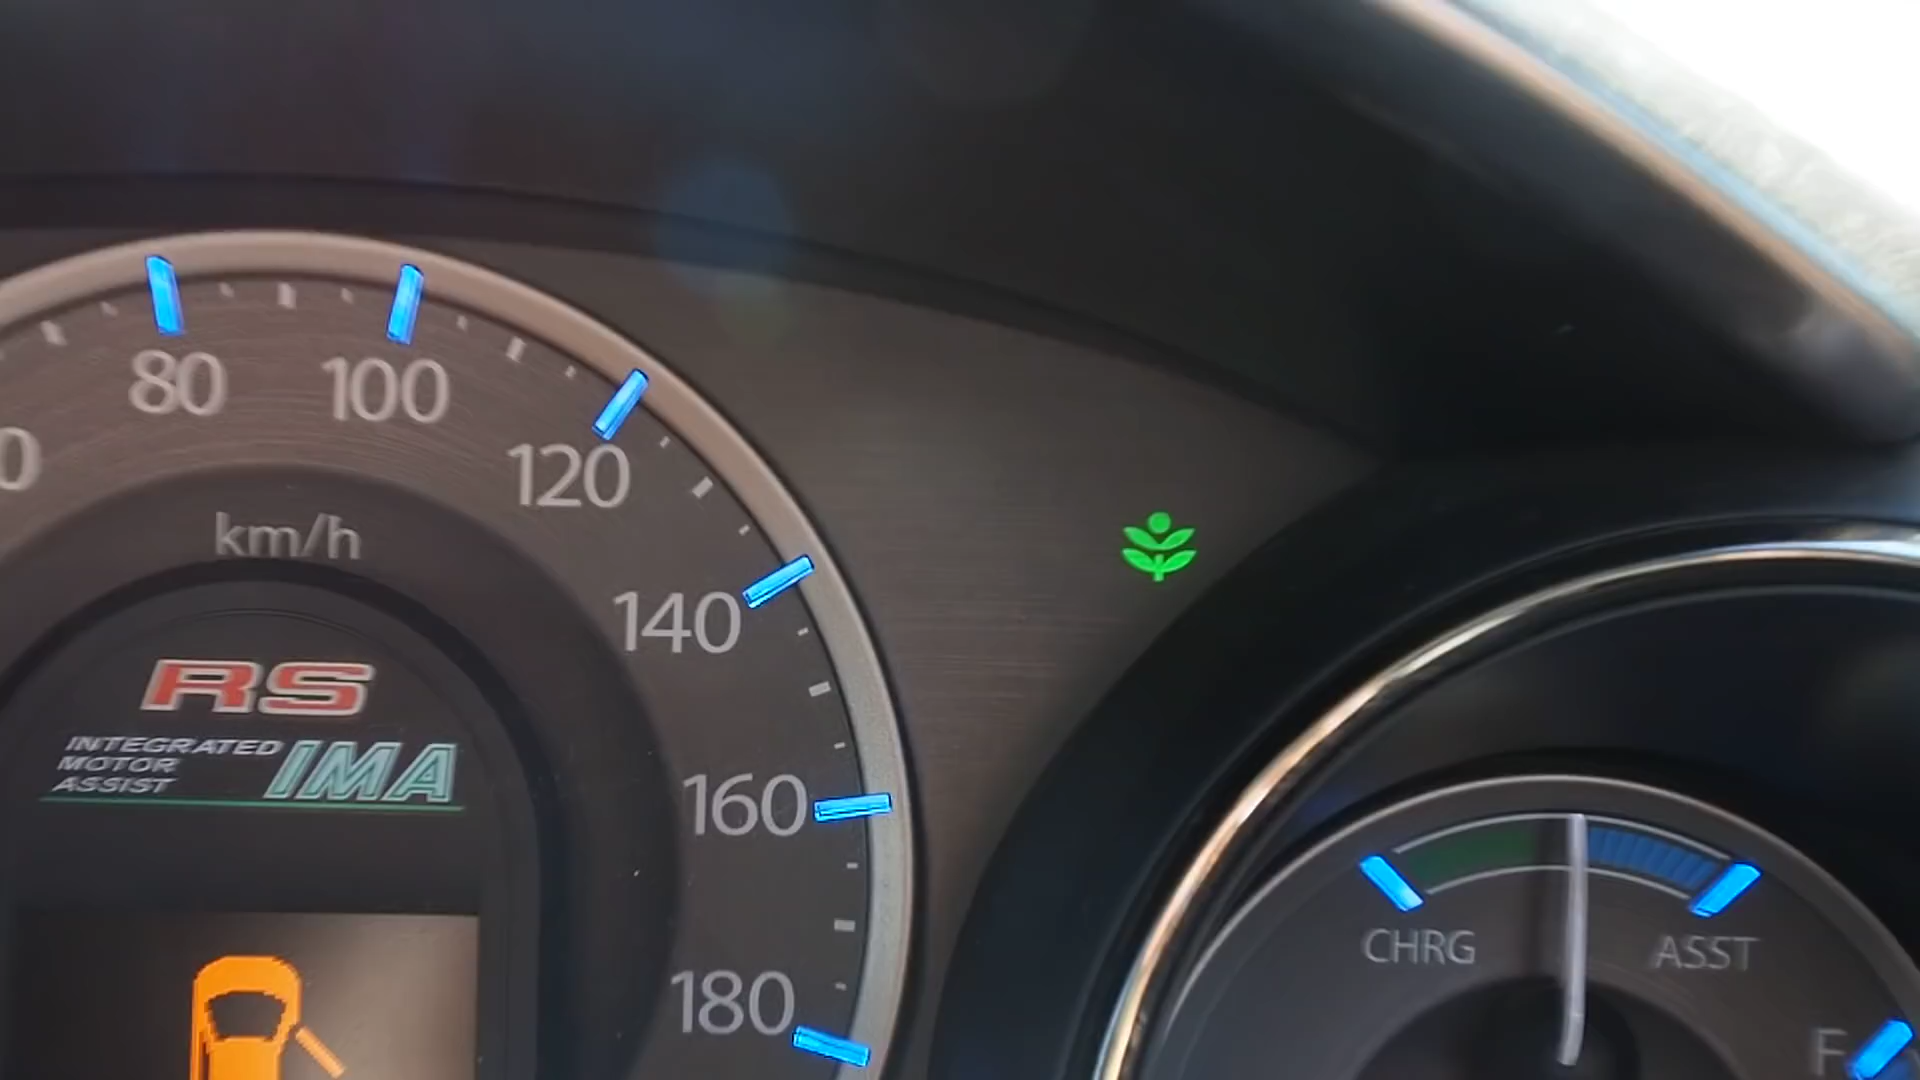 80
100
120
km/h
140
RS
INTEGRATED
MOTOR
ASSIST
IMA
160
CHRG
ASST
180
F